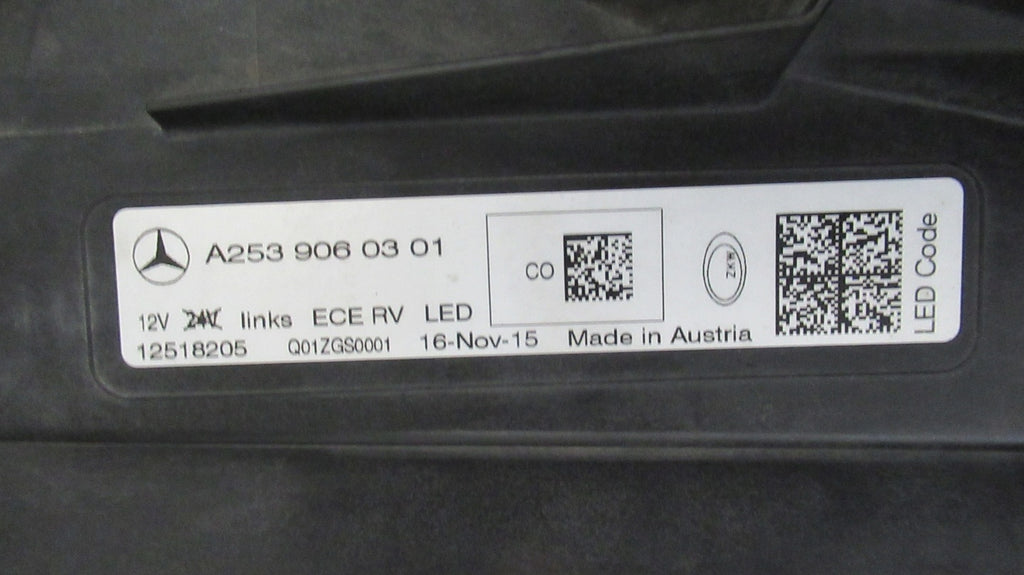 A253 906 03 01
CO
ZKW
12V 24V links ECE RV LED
12518205 Q01ZGS0001 16-Nov-15 Made in Austria
LED Code